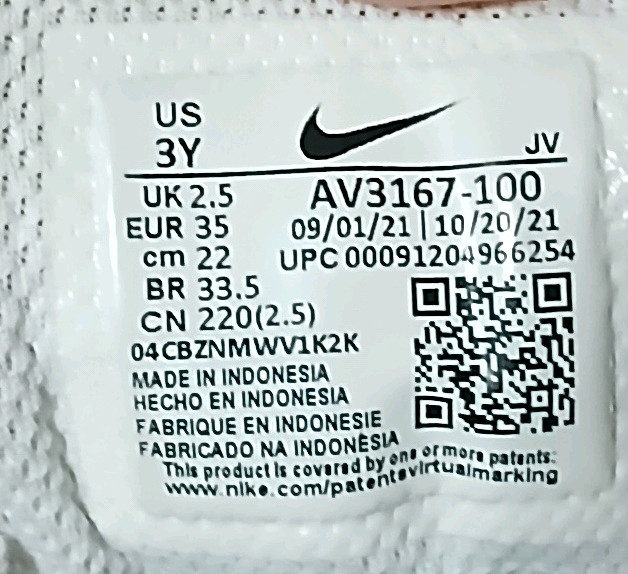 US
3Y
JV
UK 2.5
AV3167-100
EUR 35
09/01/21 | 10/20/21
cm 22
UPC 00091204966254
BR 33.5
CN 220(2.5)
04CBZNMWV1K2K
MADE IN INDONESIA
HECHO EN INDONESIA
FABRIQUE EN INDONESIE
FABRICADO NA INDONÈSIA
This product is covered by one or more patents:
www.nike.com/patentsvirtualmarking